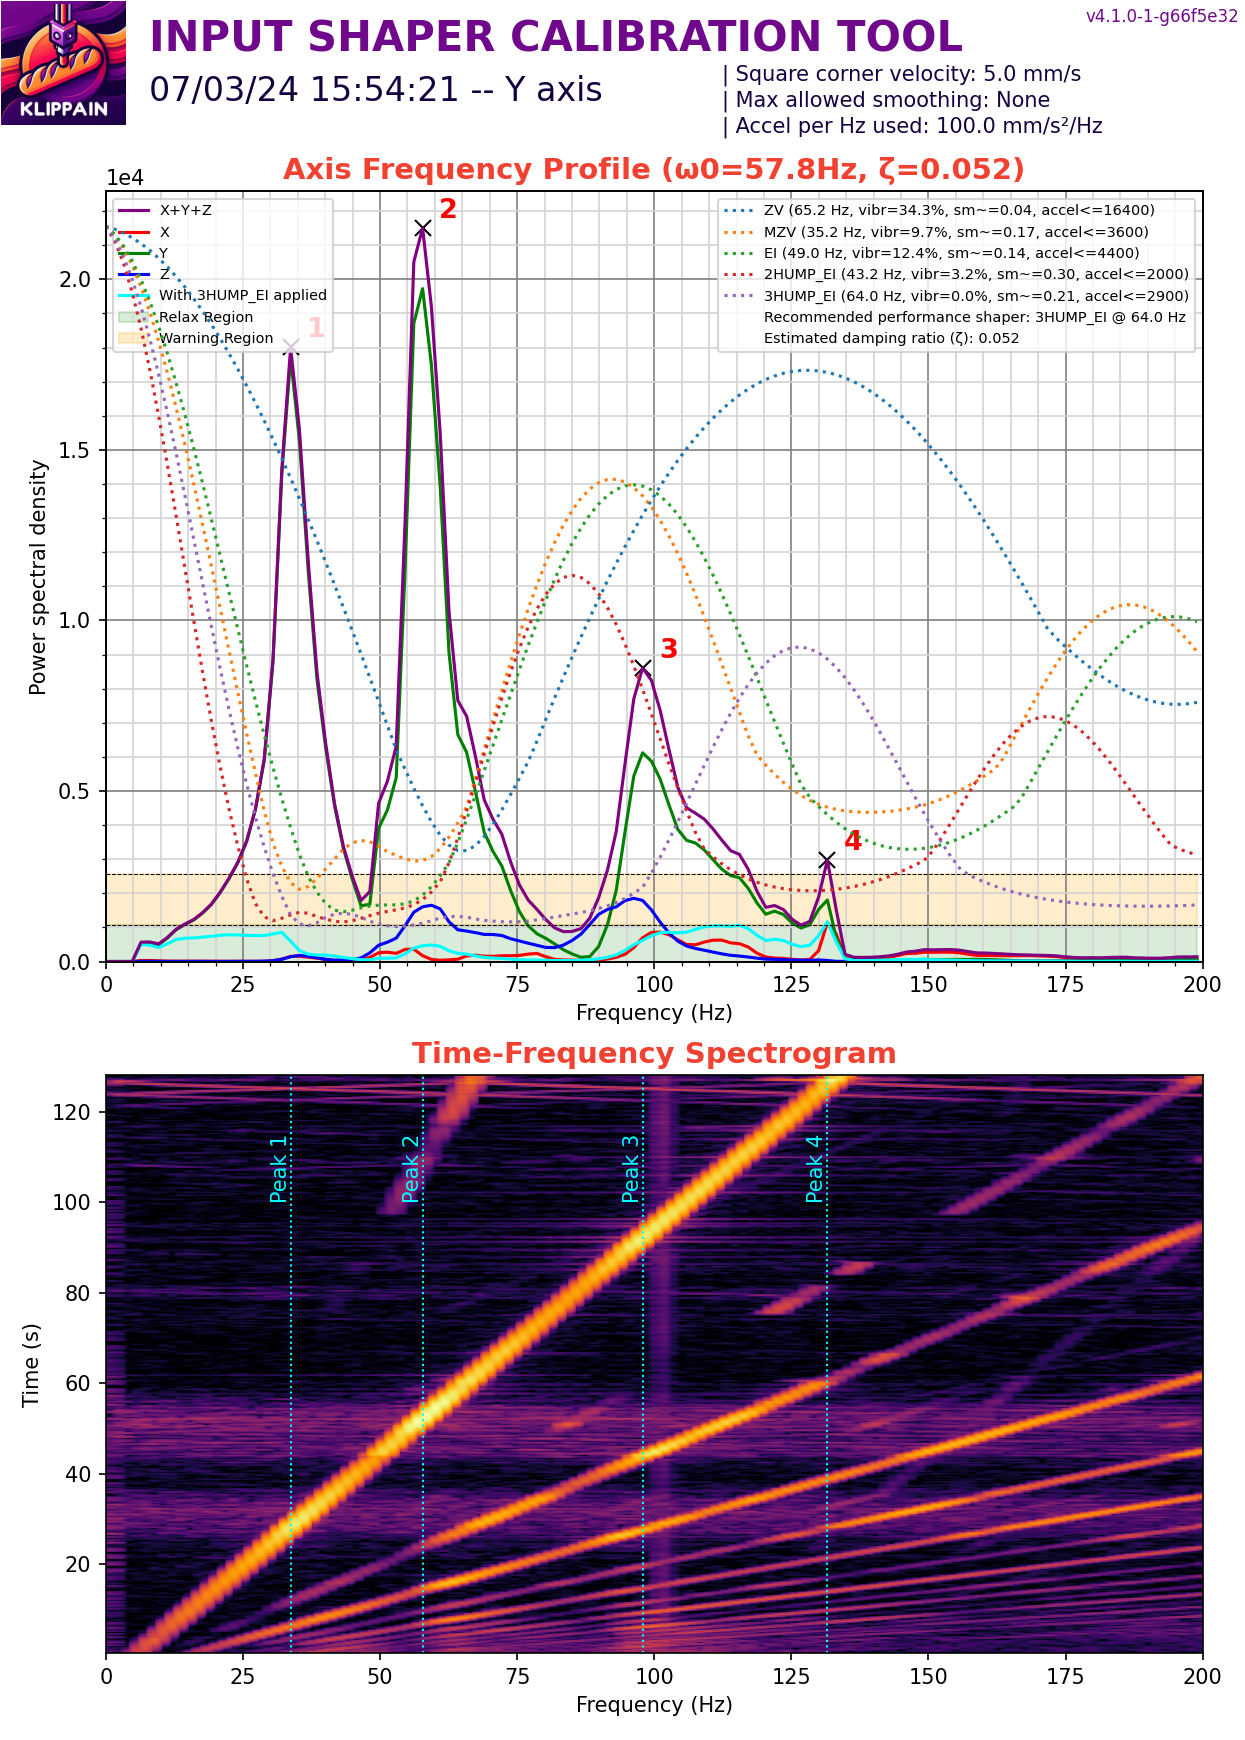 v4.1.0-1-g66f5e32
INPUT SHAPER CALIBRATION TOOL
07/03/24 15:54:21 -- Y axis
| Square corner velocity: 5.0 mm/s
| Max allowed smoothing: None
| Accel per Hz used: 100.0 mm/s²/Hz
KLIPPAIN
Axis Frequency Profile (ω0=57.8Hz, ζ=0.052)
1e4
X+Y+Z
X
Y
Z
With 3HUMP_EI applied
Relax Region
Warning Region
ZV (65.2 Hz, vibr=34.3%, sm~=0.04, accel<=16400)
MZV (35.2 Hz, vibr=9.7%, sm~=0.17, accel<=3600)
EI (49.0 Hz, vibr=12.4%, sm~=0.14, accel<=4400)
2HUMP_EI (43.2 Hz, vibr=3.2%, sm~=0.30, accel<=2000)
3HUMP_EI (64.0 Hz, vibr=0.0%, sm~=0.21, accel<=2900)
Recommended performance shaper: 3HUMP_EI @ 64.0 Hz
Estimated damping ratio (ζ): 0.052
1
2
3
4
Power spectral density
2.0
1.5
1.0
0.5
0.0
0 25 50 75 100 125 150 175 200
Frequency (Hz)
Time-Frequency Spectrogram
Time (s)
120
100
80
60
40
20
Peak 1
Peak 2
Peak 3
Peak 4
0 25 50 75 100 125 150 175 200
Frequency (Hz)